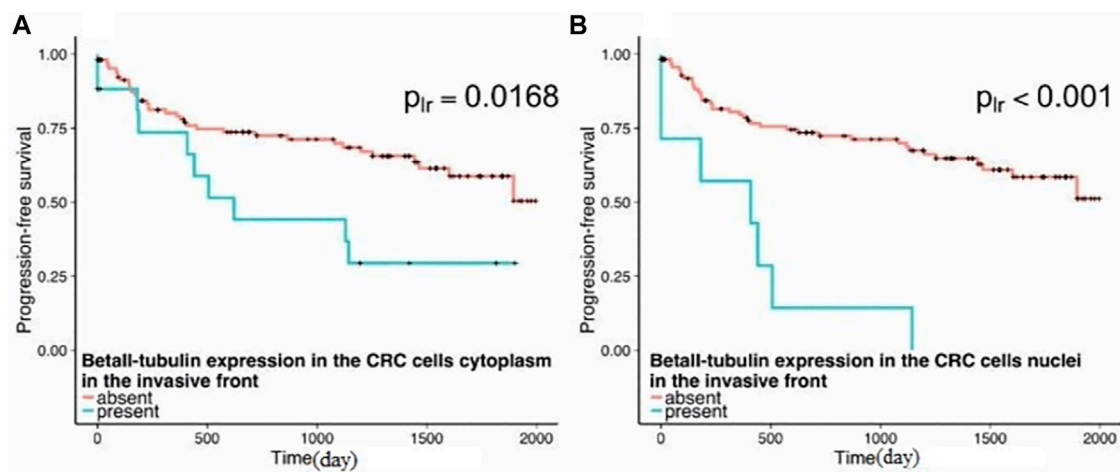 A
1.00
0.75
0.50
0.25
0.00
Progression-free survival
p_lr = 0.0168
BetaII-tubulin expression in the CRC cells cytoplasm
in the invasive front
absent
present
0 500 1000 1500 2000
Time(day)
B
1.00
0.75
0.50
0.25
0.00
Progression-free survival
p_lr < 0.001
BetaII-tubulin expression in the CRC cells nuclei
in the invasive front
absent
present
0 500 1000 1500 2000
Time(day)